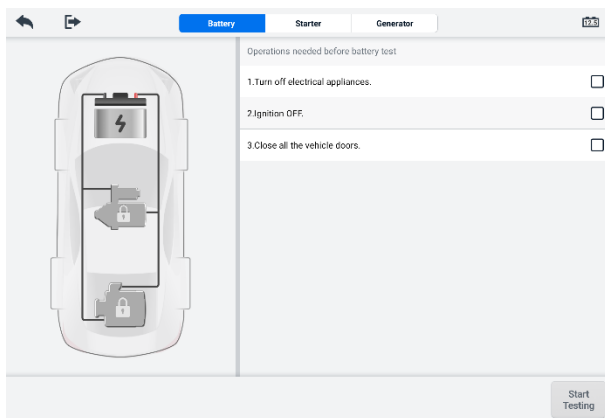 Battery Starter Generator 12.5
Operations needed before battery test
1.Turn off electrical appliances.
2.Ignition OFF.
3.Close all the vehicle doors.
Start
Testing